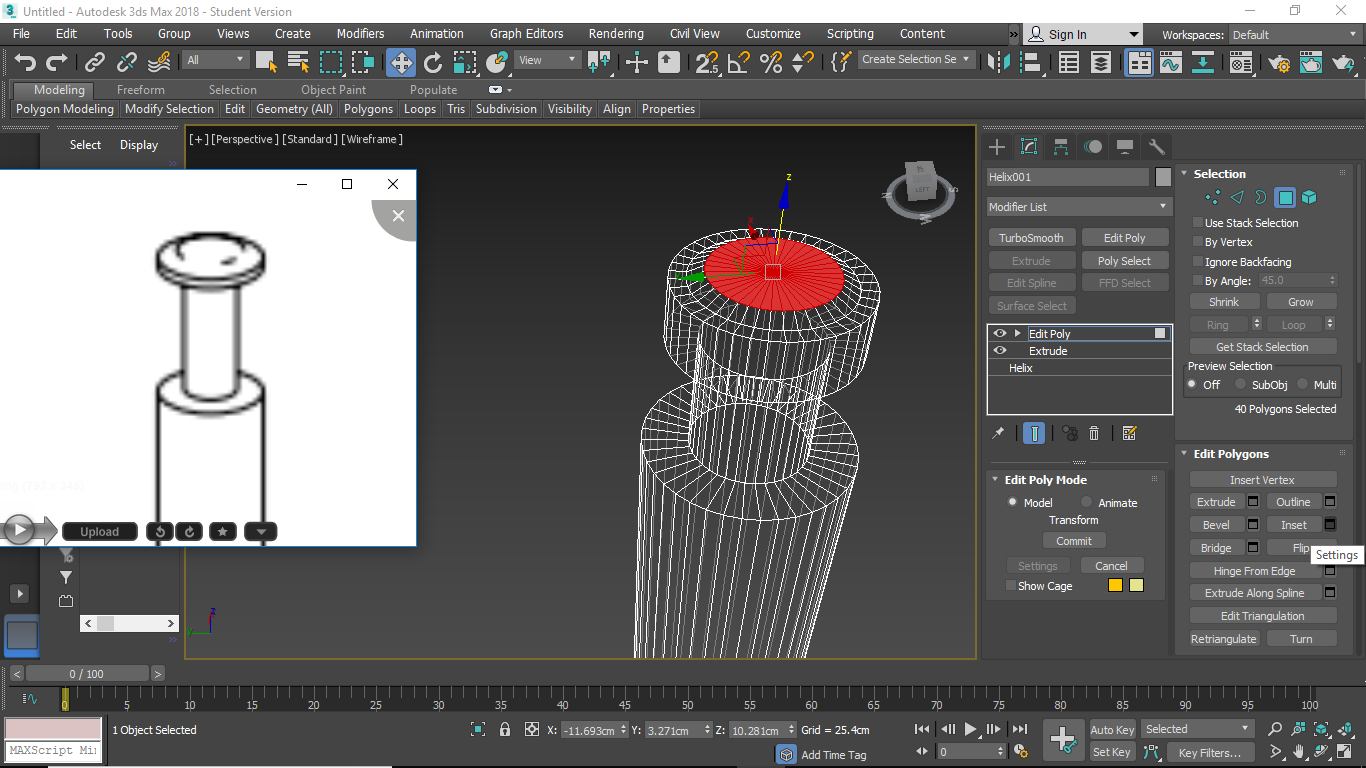 Untitled - Autodesk 3ds Max 2018 - Student Version
File Edit Tools Group Views Create Modifiers Animation Graph Editors Rendering Civil View Customize Scripting Content » Sign In Workspaces: Default
All View Create Selection Se
Modeling Freeform Selection Object Paint Populate
Polygon Modeling Modify Selection Edit Geometry (All) Polygons Loops Tris Subdivision Visibility Align Properties
Select Display
[+] [Perspective] [Standard] [Wireframe]
z
LEFT
Upload
Helix001
Modifier List
TurboSmooth Edit Poly
Extrude Poly Select
Edit Spline FFD Select
Surface Select
Edit Poly
Extrude
Helix
Edit Poly Mode
Model Animate
Transform
Commit
Settings Cancel
Show Cage
Selection
Use Stack Selection
By Vertex
Ignore Backfacing
By Angle: 45.0
Shrink Grow
Ring Loop
Get Stack Selection
Preview Selection
Off SubObj Multi
40 Polygons Selected
Edit Polygons
Insert Vertex
Extrude Outline
Bevel Inset
Bridge Flip
Settings
Hinge From Edge
Extrude Along Spline
Edit Triangulation
Retriangulate Turn
< 0 / 100 >
0 5 10 15 20 25 30 35 40 45 50 55 60 65 70 75 80 85 90 95 100
1 Object Selected X: -11.693cm Y: 3.271cm Z: 10.281cm Grid = 25.4cm Auto Key Selected
MAXScript Mi Add Time Tag 0 Set Key Key Filters...